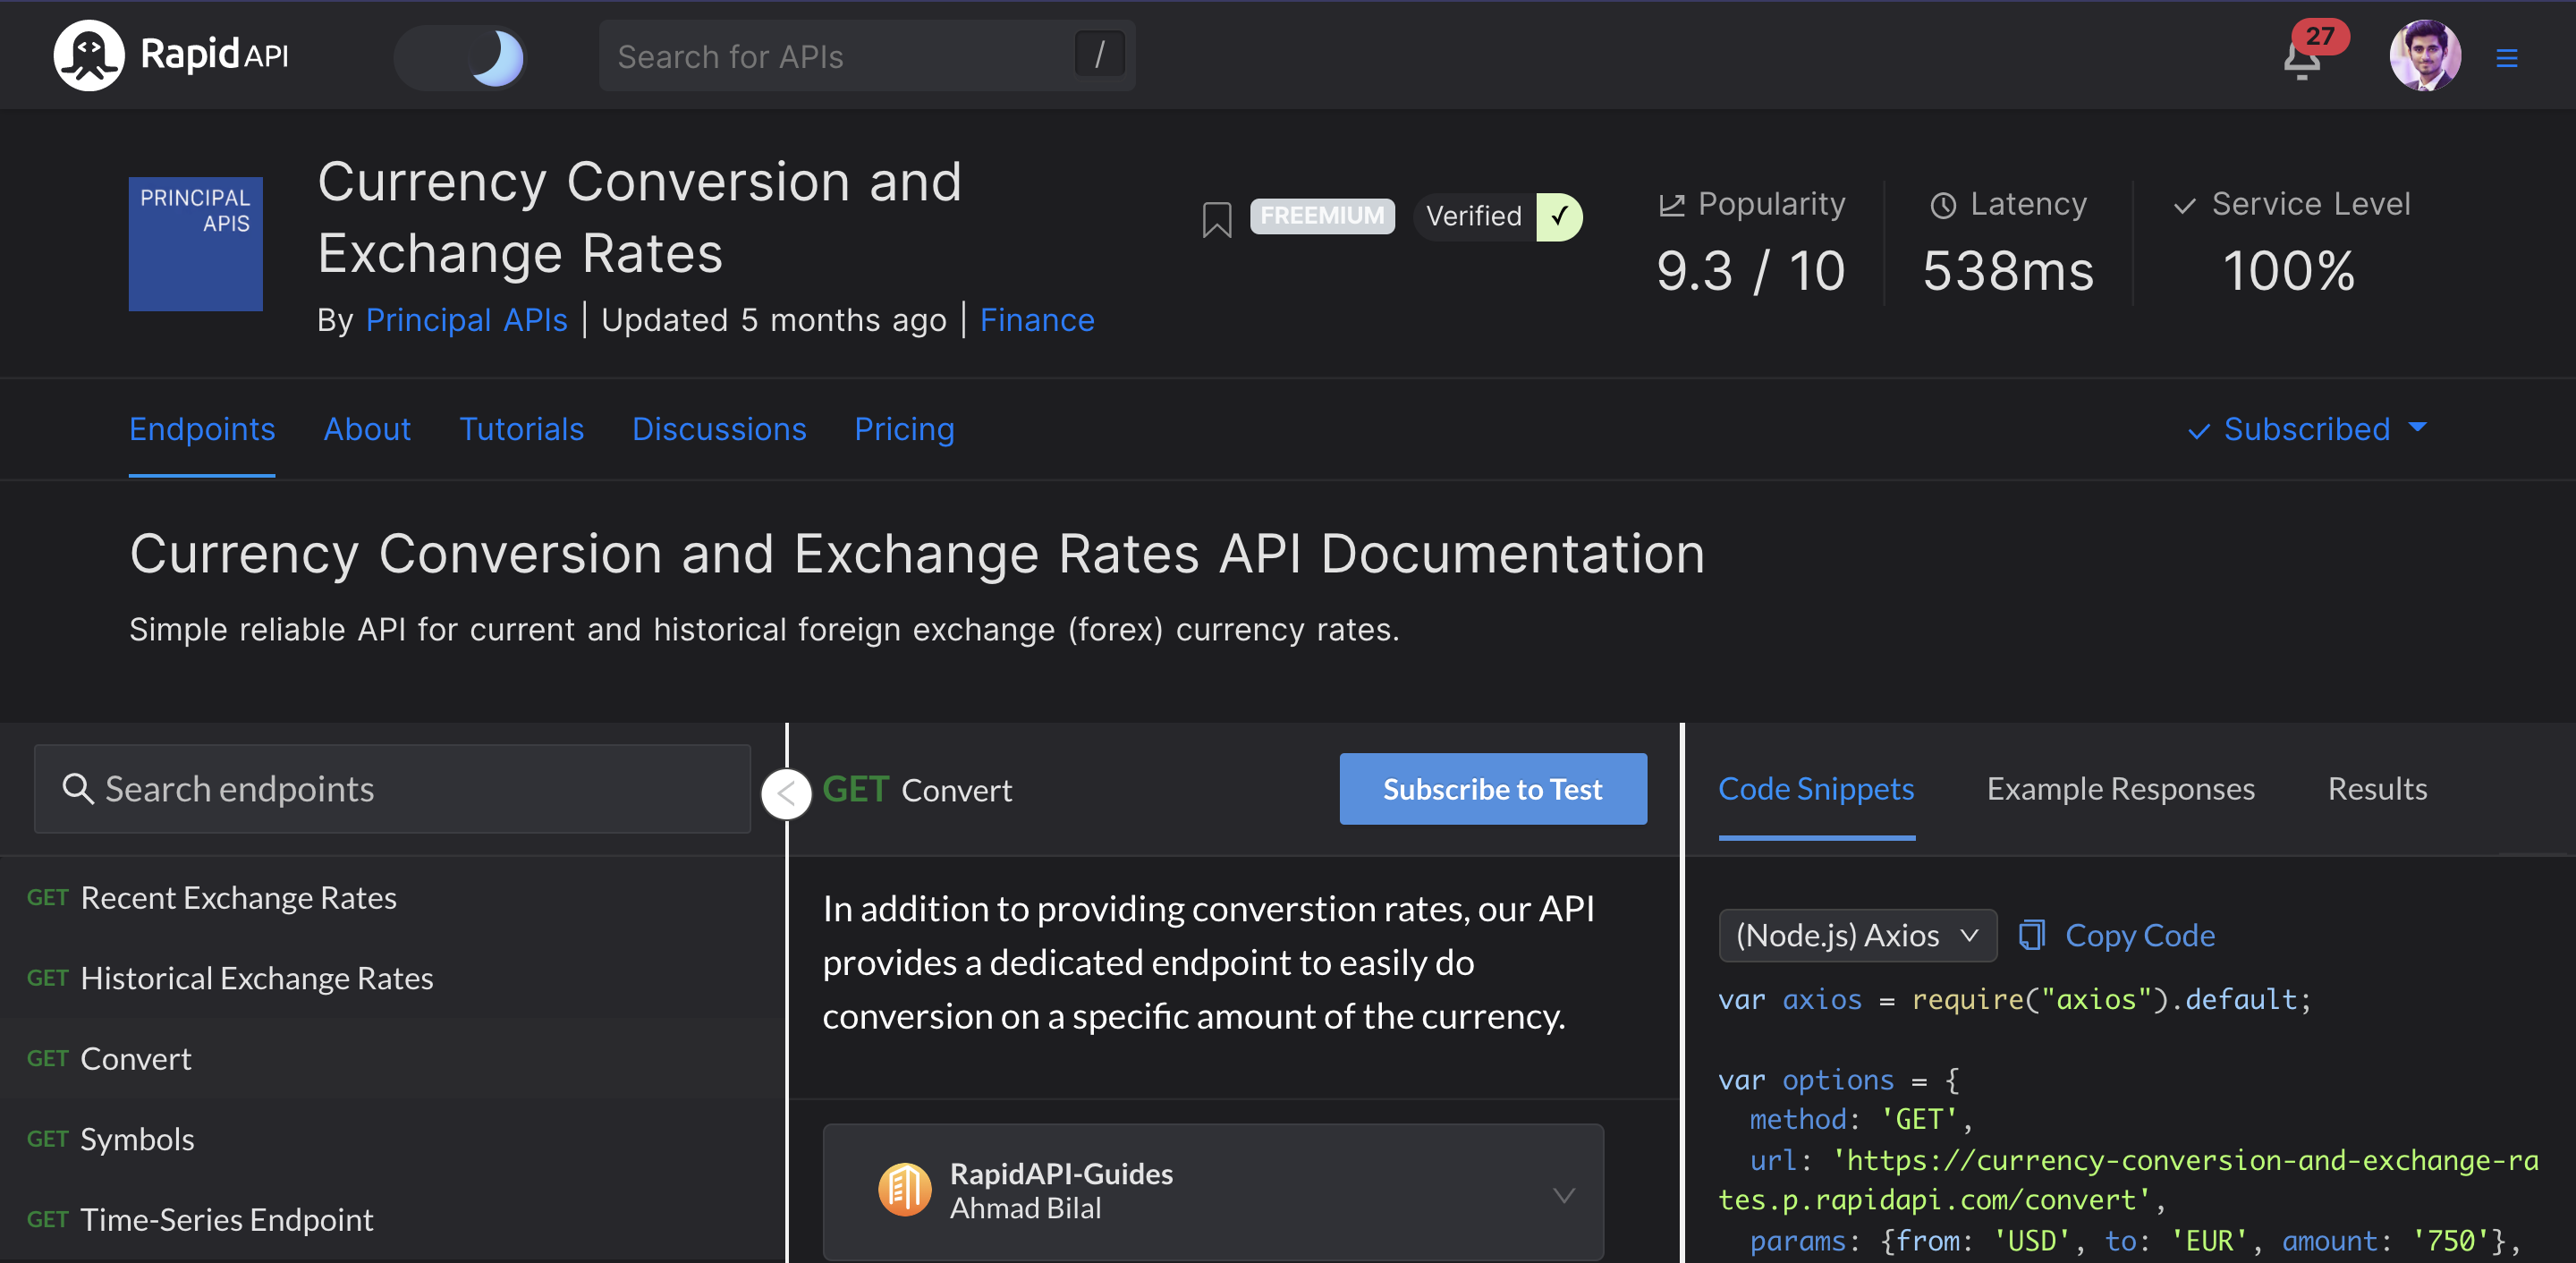 RapidAPI
Search for APIs
/
27
PRINCIPAL
APIS
Currency Conversion and
Exchange Rates
By Principal APIs | Updated 5 months ago | Finance
FREEMIUM
Verified ✓
Popularity
9.3 / 10
Latency
538ms
Service Level
100%
Endpoints
About
Tutorials
Discussions
Pricing
Subscribed
Currency Conversion and Exchange Rates API Documentation
Simple reliable API for current and historical foreign exchange (forex) currency rates.
Search endpoints
GET Recent Exchange Rates
GET Historical Exchange Rates
GET Convert
GET Symbols
GET Time-Series Endpoint
GET Convert
Subscribe to Test
In addition to providing converstion rates, our API
provides a dedicated endpoint to easily do
conversion on a specific amount of the currency.
RapidAPI-Guides
Ahmad Bilal
Code Snippets
Example Responses
Results
(Node.js) Axios
Copy Code
var axios = require("axios").default;
var options = {
method: 'GET',
url: 'https://currency-conversion-and-exchange-ra
tes.p.rapidapi.com/convert',
params: {from: 'USD', to: 'EUR', amount: '750'},